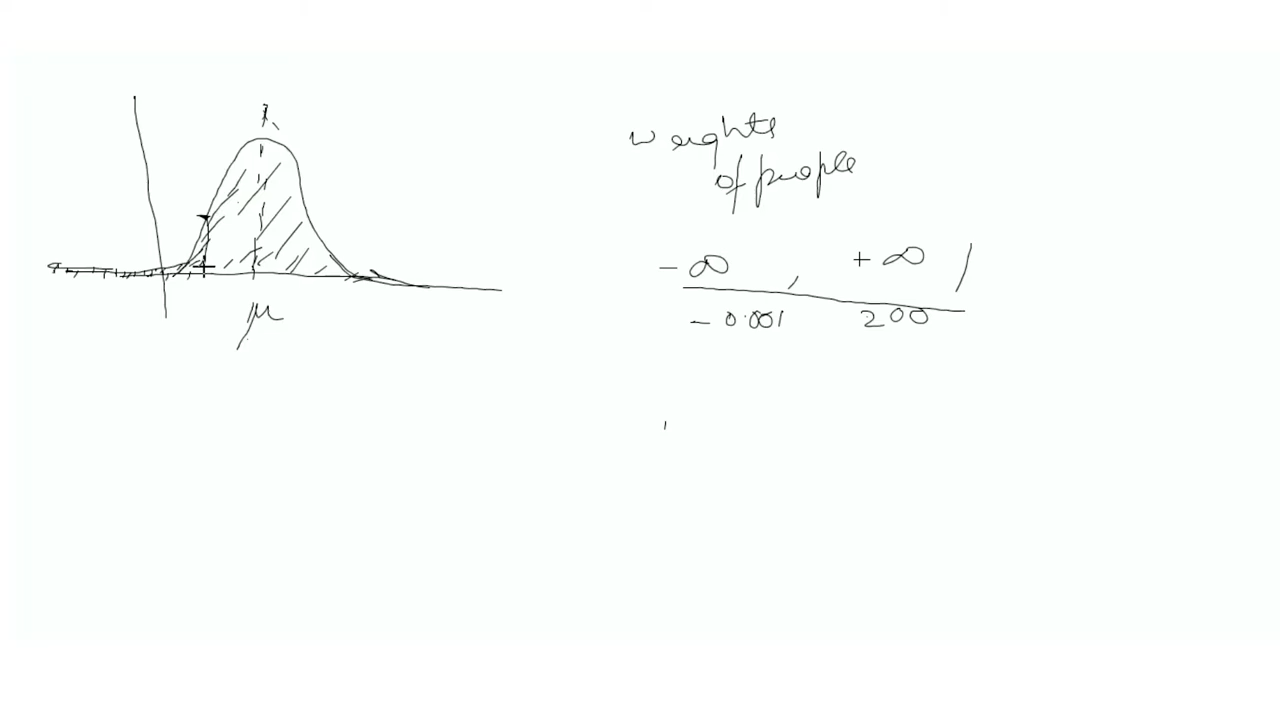 μ
weights
of people
-∞ , +∞
-0.001 200